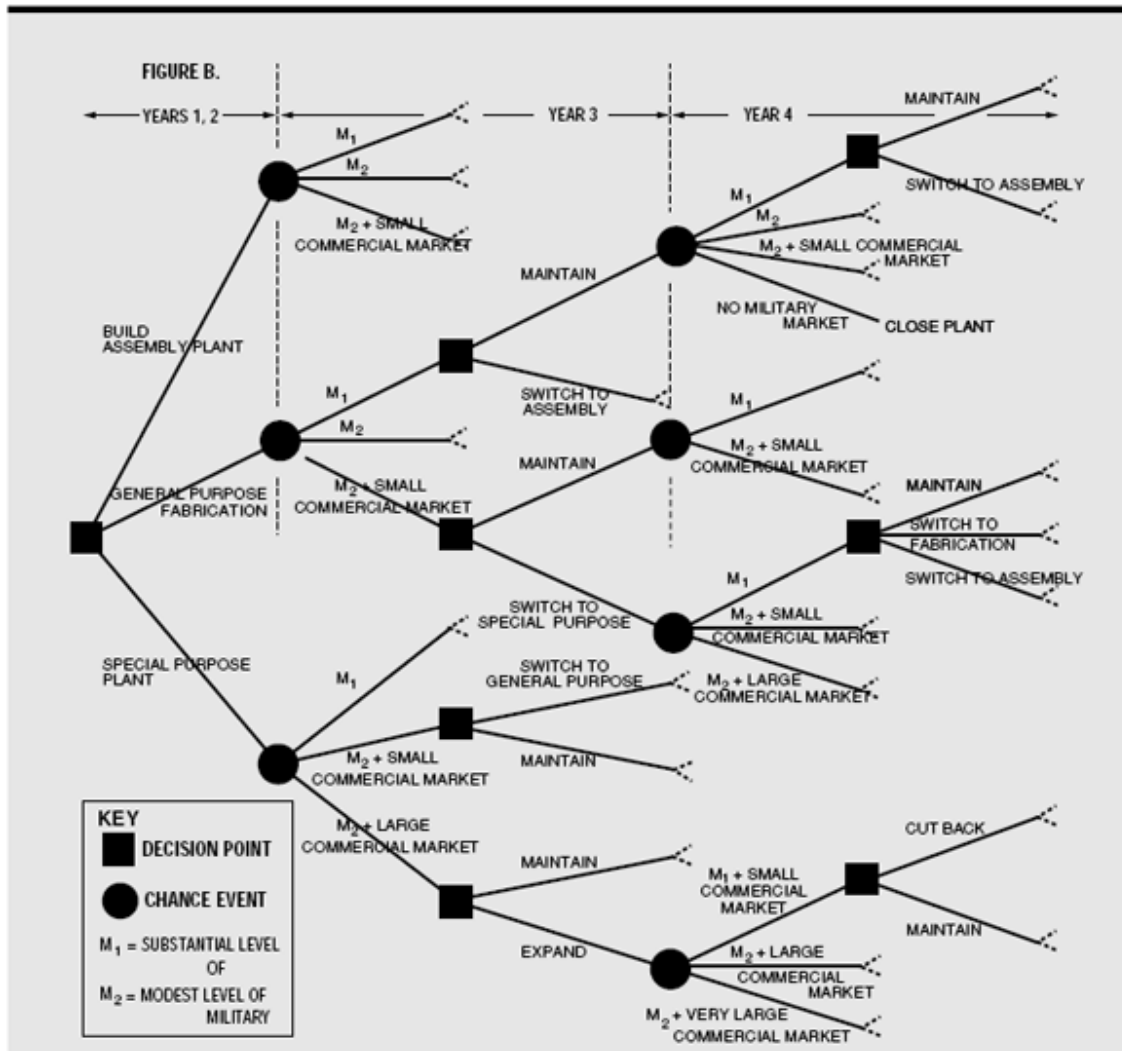 FIGURE B.
YEARS 1, 2
YEAR 3
YEAR 4
MAINTAIN
SWITCH TO ASSEMBLY
M1
M2
M2 + SMALL
COMMERCIAL MARKET
M1
M2
M2 + SMALL COMMERCIAL
MARKET
NO MILITARY
MARKET
CLOSE PLANT
MAINTAIN
BUILD
ASSEMBLY PLANT
M1
M2
M2 + SMALL
COMMERCIAL MARKET
SWITCH TO
ASSEMBLY
MAINTAIN
M1
M2 + SMALL
COMMERCIAL MARKET
GENERAL PURPOSE
FABRICATION
MAINTAIN
SWITCH TO
FABRICATION
SWITCH TO ASSEMBLY
SWITCH TO
SPECIAL PURPOSE
M1
M2 + SMALL
COMMERCIAL MARKET
M2 + LARGE
COMMERCIAL MARKET
SPECIAL PURPOSE
PLANT
M1
SWITCH TO
GENERAL PURPOSE
M2 + SMALL
COMMERCIAL MARKET
MAINTAIN
M2 + LARGE
COMMERCIAL MARKET
MAINTAIN
EXPAND
M1 + SMALL
COMMERCIAL
MARKET
M2 + LARGE
COMMERCIAL
MARKET
M2 + VERY LARGE
COMMERCIAL MARKET
CUT BACK
MAINTAIN
KEY
DECISION POINT
CHANCE EVENT
M1 = SUBSTANTIAL LEVEL
OF
M2 = MODEST LEVEL OF
MILITARY